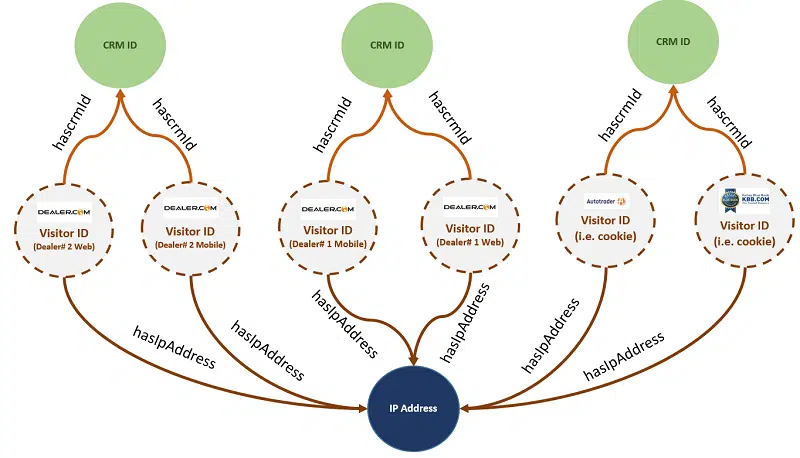 CRM ID
CRM ID
CRM ID
hascrmId
hascrmId
hascrmId
hascrmId
hascrmId
hascrmId
DEALER.COM
Visitor ID
(Dealer# 2 Web)
DEALER.COM
Visitor ID
(Dealer# 2 Mobile)
DEALER.COM
Visitor ID
(Dealer# 1 Mobile)
DEALER.COM
Visitor ID
(Dealer# 1 Web)
Autotrader
Visitor ID
(i.e. cookie)
Kelley Blue Book
KBB.COM
Visitor ID
(i.e. cookie)
hasIpAddress
hasIpAddress
hasIpAddress
hasIpAddress
hasIpAddress
hasIpAddress
IP Address